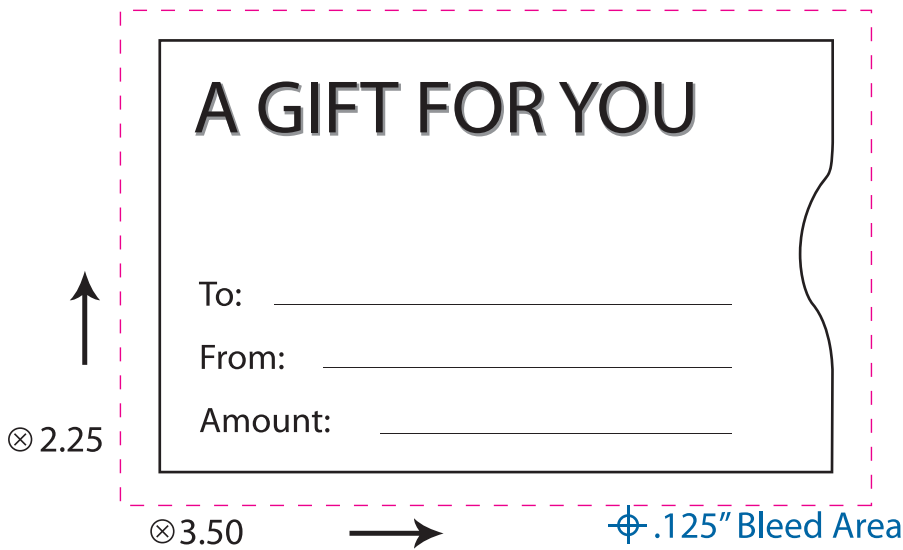 A GIFT FOR YOU
To:
From:
Amount:
⊗ 2.25
⊗ 3.50
.125” Bleed Area